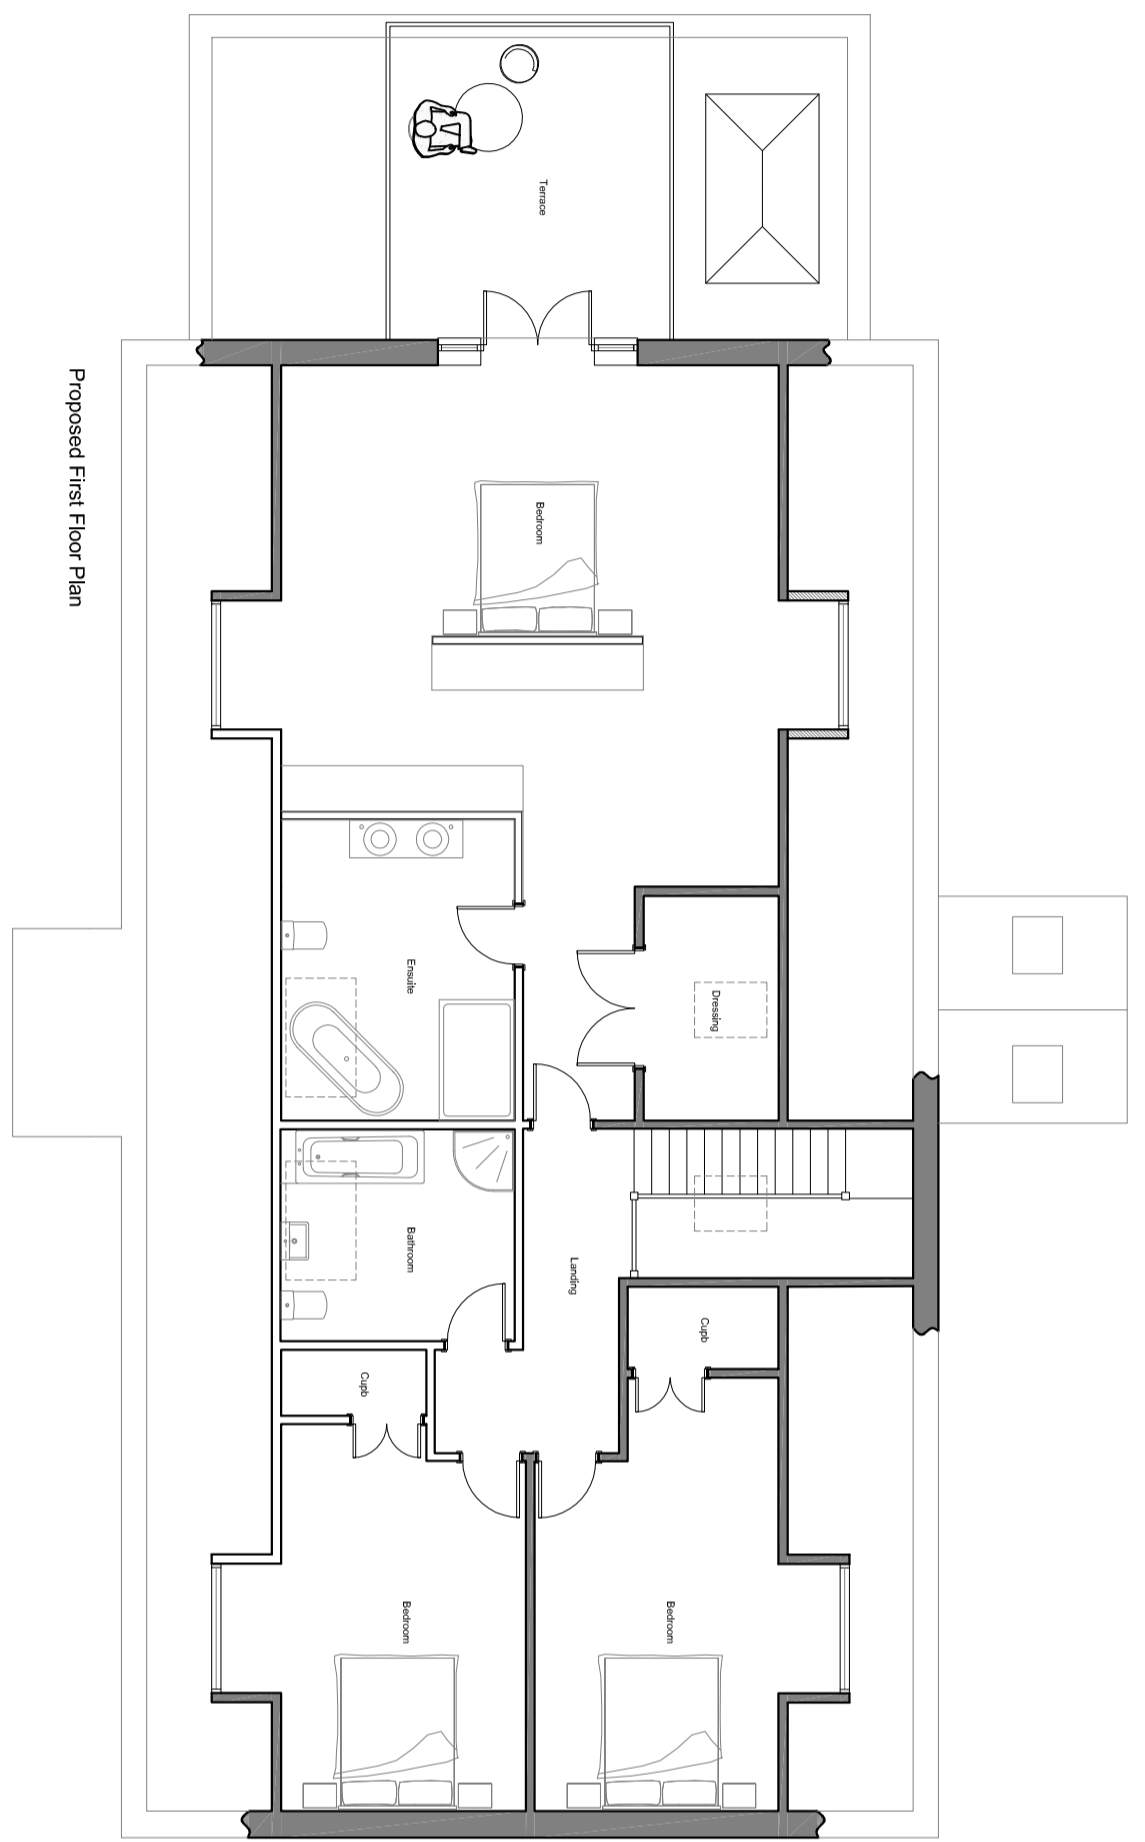 Terrace
Bedroom
Dressing
Ensuite
Landing
Bathroom
Cupb
Cupb
Bedroom
Bedroom
Proposed First Floor Plan